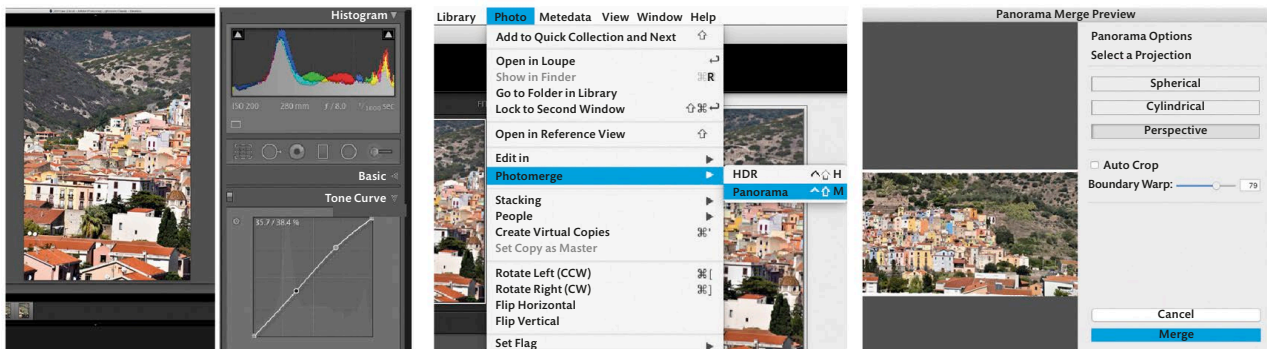 Histogram
ISO 200 280 mm f / 8.0
Basic
Tone Curve
35.7 / 38.4 %
Library Photo Metedata View Window Help
Add to Quick Collection and Next ⇧
Open in Loupe ↩
Show in Finder ⌘R
Go to Folder in Library
Lock to Second Window ⇧⌘↩
Open in Reference View ⇧
Edit in
Photomerge
HDR ^⇧H
Panorama ^⇧M
Stacking
People
Create Virtual Copies ⌘'
Set Copy as Master
Rotate Left (CCW) ⌘[
Rotate Right (CW) ⌘]
Flip Horizontal
Flip Vertical
Set Flag
Panorama Merge Preview
Panorama Options
Select a Projection
Spherical
Cylindrical
Perspective
Auto Crop
Boundary Warp: 79
Cancel
Merge